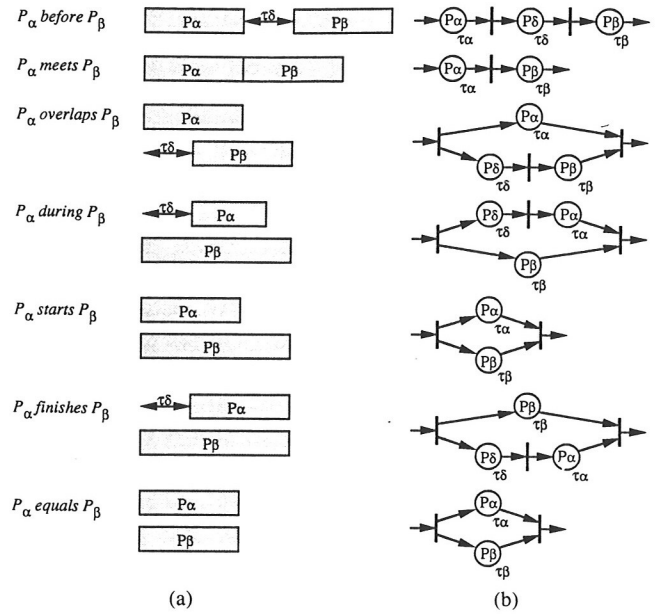 Pα before Pβ Pα τδ Pβ Pα Pδ Pβ
τα τδ τβ
Pα meets Pβ Pα Pβ Pα Pβ
τα τβ
Pα overlaps Pβ Pα Pα
τα
τδ Pβ Pδ Pβ
τδ τβ
Pα during Pβ τδ Pα Pδ Pα
τδ τα
Pβ Pβ
τβ
Pα starts Pβ Pα Pα
τα
Pβ Pβ
τβ
Pα finishes Pβ τδ Pα Pβ
τβ
Pβ Pδ Pα
τδ τα
Pα equals Pβ Pα Pα
τα
Pβ Pβ
τβ
(a) (b)